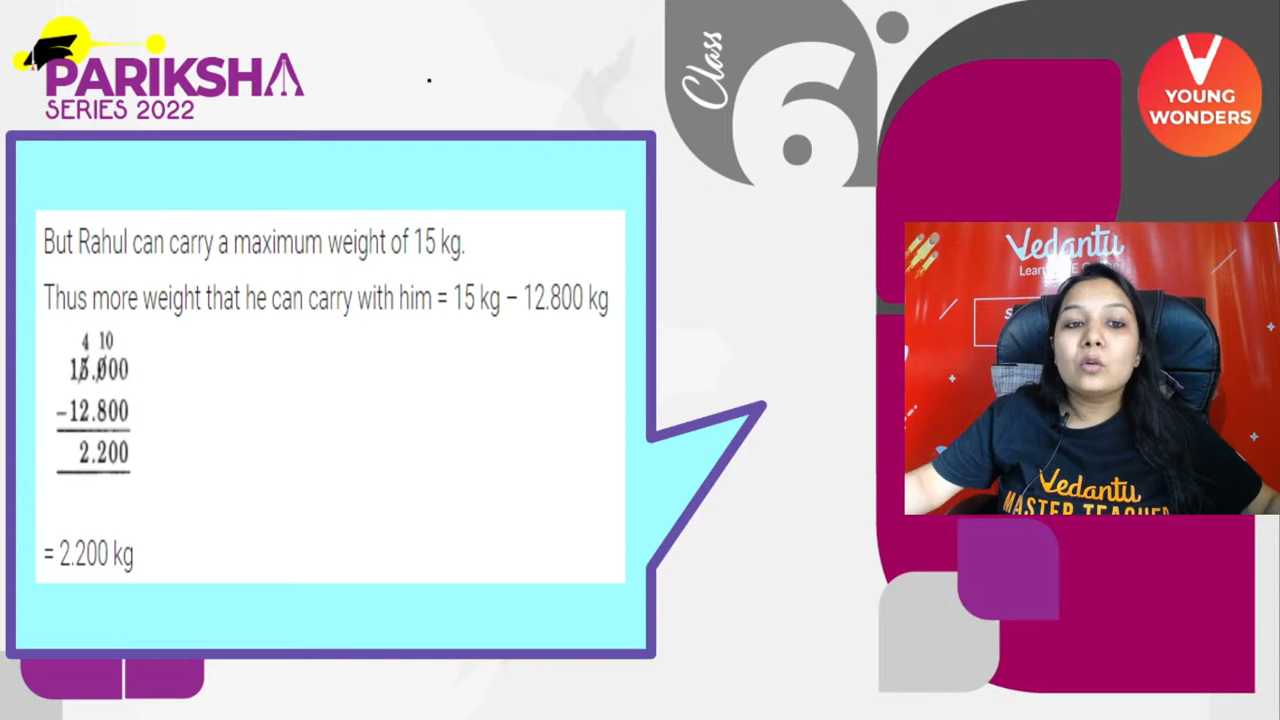 PARIKSHA
SERIES 2022
Class
6
YOUNG
WONDERS
But Rahul can carry a maximum weight of 15 kg.
Thus more weight that he can carry with him = 15 kg – 12.800 kg
4 10
15.000
–12.800
2.200
= 2.200 kg
Vedantu
Vedantu
MASTER TEACHER